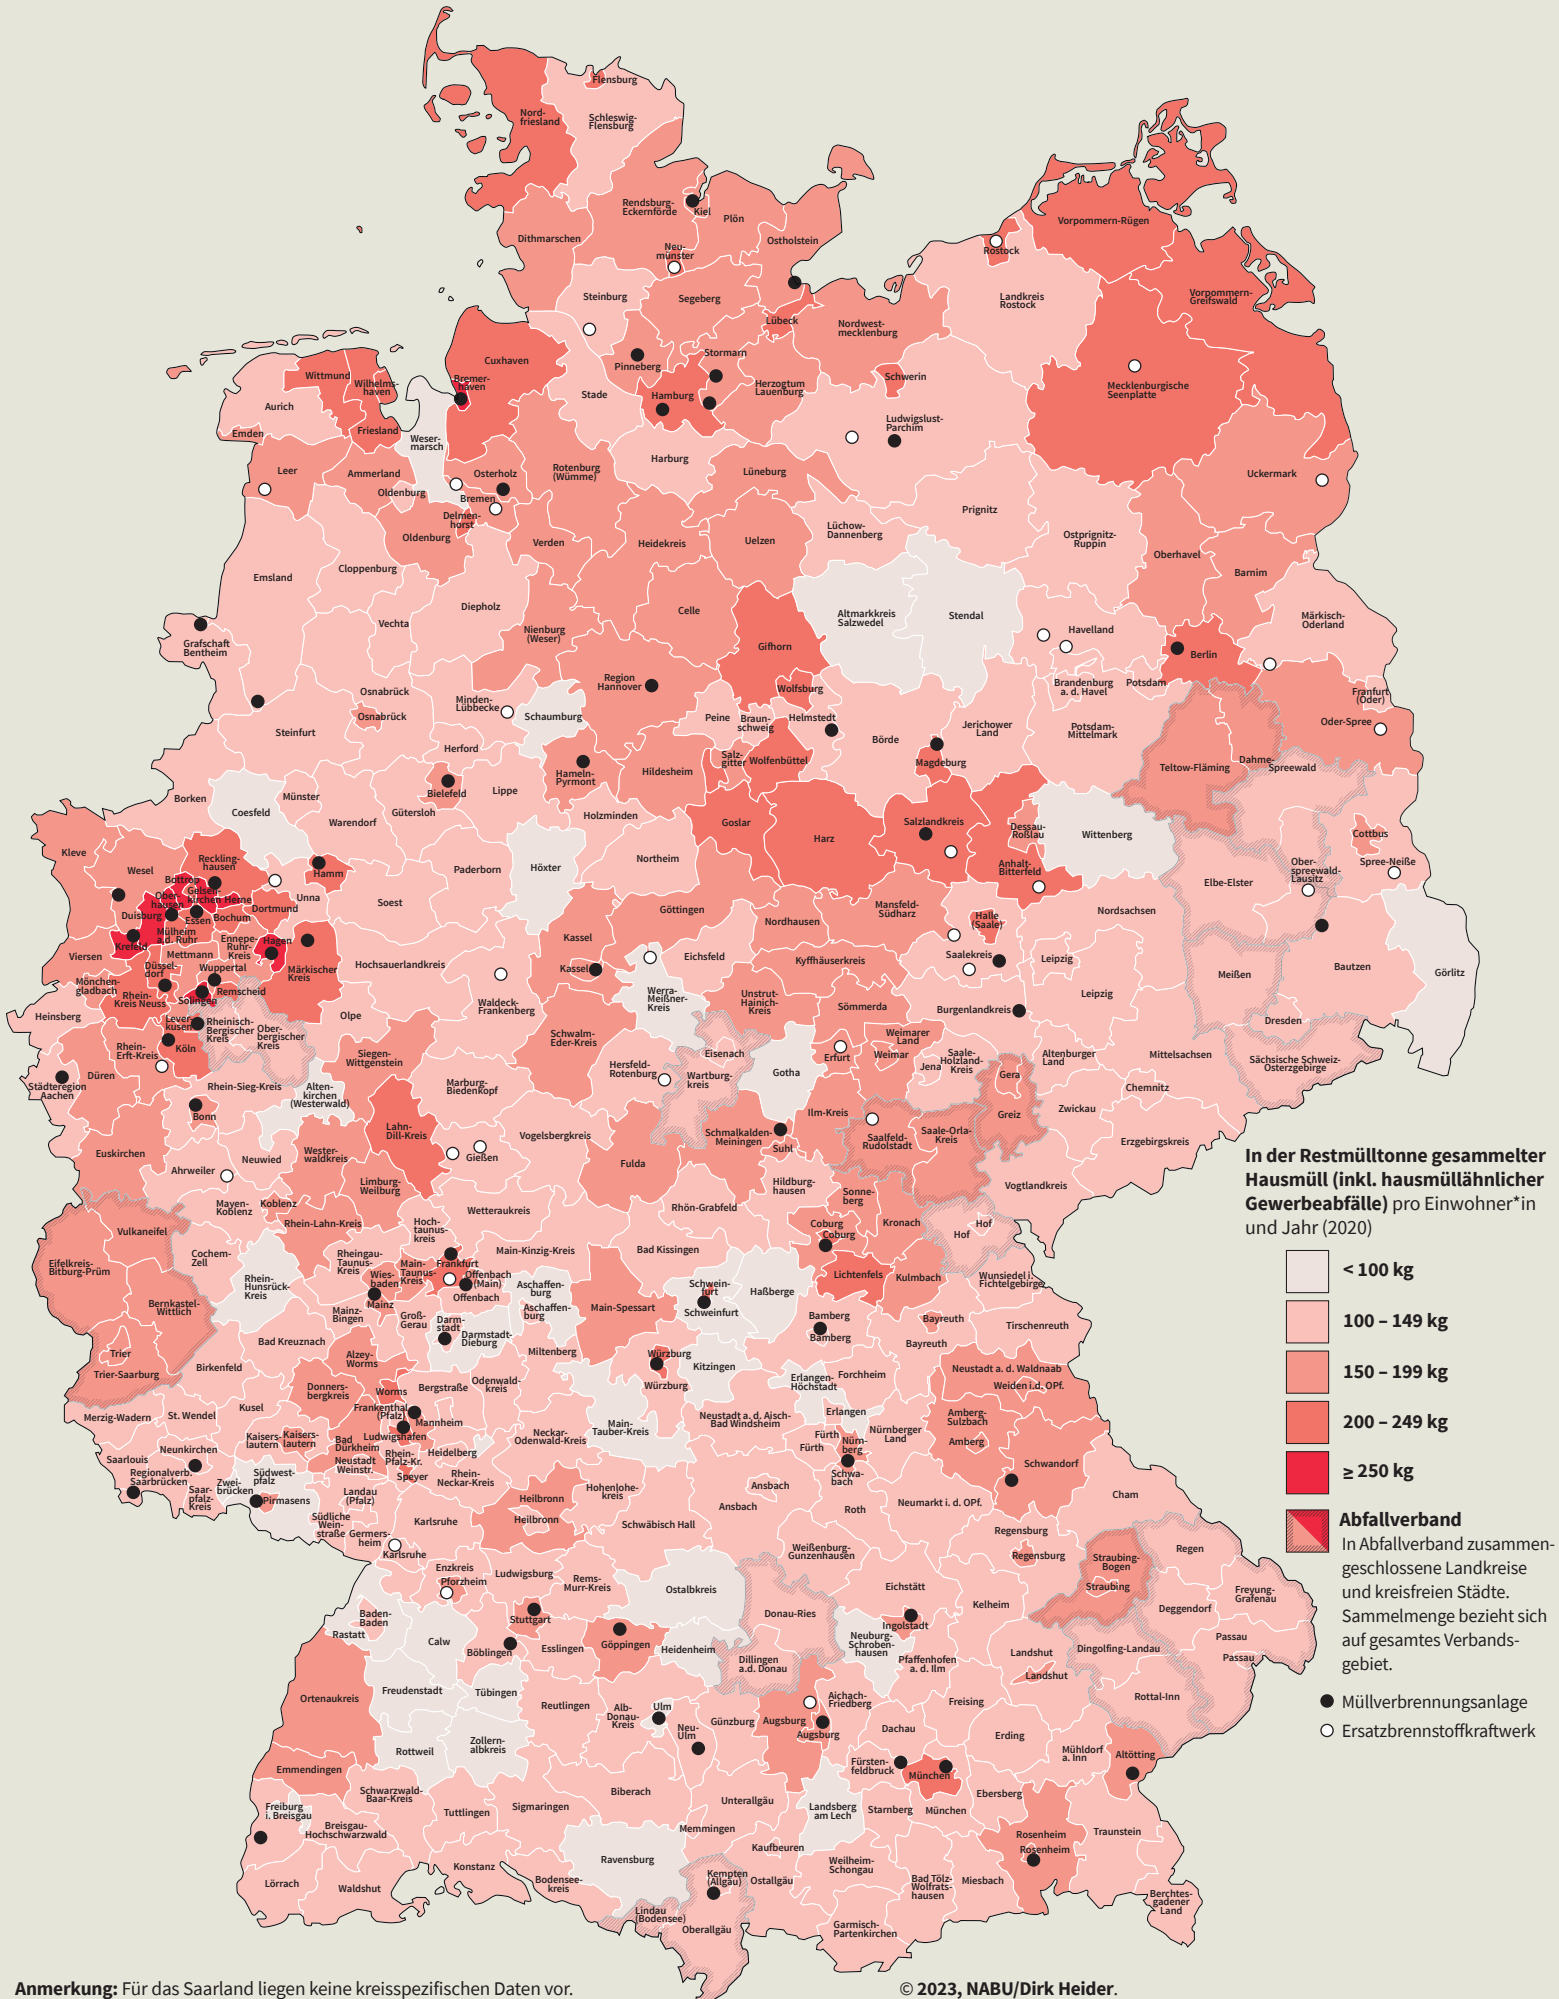 Flensburg
Nord-
friesland
Schleswig-
Flensburg
Rendsburg-
Eckernförde
Kiel
Plön
Dithmarschen
Ostholstein
Neu-
münster
Steinburg
Segeberg
Lübeck
Nordwest-
mecklenburg
Rostock
Landkreis
Rostock
Vorpommern-Rügen
Vorpommern-
Greifswald
Mecklenburgische
Seenplatte
Cuxhaven
Bremer-
haven
Stade
Pinneberg
Stormarn
Hamburg
Herzogtum
Lauenburg
Schwerin
Ludwigslust-
Parchim
Wittmund
Wilhelms-
haven
Aurich
Emden
Friesland
Weser-
marsch
Leer
Ammerland
Oldenburg
Osterholz
Bremen
Delmen-
horst
Oldenburg
Rotenburg
(Wümme)
Harburg
Lüneburg
Uckermark
Prignitz
Lüchow-
Dannenberg
Ostprignitz-
Ruppin
Oberhavel
Barnim
Verden
Heidekreis
Uelzen
Cloppenburg
Emsland
Diepholz
Vechta
Celle
Nienburg
(Weser)
Altmarkkreis
Salzwedel
Stendal
Havelland
Märkisch-
Oderland
Grafschaft
Bentheim
Gifhorn
Berlin
Region
Hannover
Wolfsburg
Brandenburg
a. d. Havel
Potsdam
Franfurt
(Oder)
Oder-Spree
Osnabrück
Osnabrück
Minden-
Lübbecke
Schaumburg
Peine
Braun-
schweig
Helmstedt
Börde
Jerichower
Land
Potsdam-
Mittelmark
Steinfurt
Herford
Salz-
gitter
Wolfenbüttel
Magdeburg
Teltow-Fläming
Dahme-
Spreewald
Hameln-
Pyrmont
Hildesheim
Bielefeld
Lippe
Borken
Coesfeld
Münster
Warendorf
Gütersloh
Holzminden
Goslar
Harz
Salzlandkreis
Dessau-
Roßlau
Wittenberg
Cottbus
Kleve
Wesel
Reckling-
hausen
Hamm
Paderborn
Höxter
Northeim
Anhalt-
Bitterfeld
Elbe-Elster
Ober-
spreewald-
Lausitz
Spree-Neiße
Bottrop
Ober-
hausen
Gelsen-
kirchen
Herne
Duisburg
Essen
Bochum
Dortmund
Unna
Soest
Göttingen
Nordhausen
Mansfeld-
Südharz
Halle
(Saale)
Nordsachsen
Krefeld
Mülheim
a.d. Ruhr
Ennepe-
Ruhr-
Kreis
Hagen
Viersen
Mettmann
Düssel-
dorf
Wuppertal
Märkischer
Kreis
Hochsauerlandkreis
Kassel
Kassel
Eichsfeld
Kyffhäuserkreis
Saalekreis
Leipzig
Meißen
Bautzen
Görlitz
Mönchen-
gladbach
Rhein-
Kreis Neuss
Solingen
Remscheid
Waldeck-
Frankenberg
Werra-
Meißner-
Kreis
Unstrut-
Hainich-
Kreis
Sömmerda
Burgenlandkreis
Leipzig
Heinsberg
Lever-
kusen
Rheinisch-
Bergischer
Kreis
Ober-
bergischer
Kreis
Olpe
Köln
Rhein-
Erft-Kreis
Schwalm-
Eder-Kreis
Weimarer
Land
Weimar
Erfurt
Dresden
Siegen-
Wittgenstein
Eisenach
Jena
Saale-
Holzland-
Kreis
Altenburger
Land
Mittelsachsen
Sächsische Schweiz-
Osterzgebirge
Städteregion
Aachen
Düren
Rhein-Sieg-Kreis
Alten-
kirchen
(Westerwald)
Marburg-
Biedenkopf
Hersfeld-
Rotenburg
Wartburg-
kreis
Gotha
Gera
Chemnitz
Bonn
Ilm-Kreis
Greiz
Zwickau
Lahn-
Dill-Kreis
Vogelsbergkreis
Schmalkalden-
Meiningen
Suhl
Saalfeld-
Rudolstadt
Saale-Orla-
Kreis
Erzgebirgskreis
Euskirchen
Ahrweiler
Neuwied
Wester-
waldkreis
Gießen
Fulda
Limburg-
Weilburg
Hildburg-
hausen
Sonne-
berg
Vogtlandkreis
Mayen-
Koblenz
Koblenz
Rhein-Lahn-Kreis
Wetteraukreis
Rhön-Grabfeld
Vulkaneifel
Hoch-
taunus-
kreis
Coburg
Coburg
Kronach
Hof
Hof
Eifelkreis-
Bitburg-Prüm
Cochem-
Zell
Rheingau-
Taunus-
Kreis
Main-
Taunus-
Kreis
Main-Kinzig-Kreis
Bad Kissingen
Frankfurt
Rhein-
Hunsrück-
Kreis
Wies-
baden
Mainz
Offenbach
(Main)
Offenbach
Aschaffen-
burg
Aschaffen-
burg
Schwein-
furt
Schweinfurt
Haßberge
Lichtenfels
Kulmbach
Wunsiedel i.
Fichtelgebirge
Bernkastel-
Wittlich
Mainz-
Bingen
Groß-
Gerau
Darm-
stadt
Darmstadt-
Dieburg
Main-Spessart
Bamberg
Bamberg
Bayreuth
Bayreuth
Tirschenreuth
Trier
Trier-Saarburg
Bad Kreuznach
Alzey-
Worms
Miltenberg
Würzburg
Würzburg
Kitzingen
Birkenfeld
Donners-
bergkreis
Worms
Bergstraße
Odenwald-
kreis
Erlangen-
Höchstadt
Forchheim
Neustadt a. d. Waldnaab
Weiden i.d. OPf.
Merzig-Wadern
St. Wendel
Kusel
Frankenthal
(Pfalz)
Mannheim
Neustadt a. d. Aisch-
Bad Windsheim
Erlangen
Amberg-
Sulzbach
Amberg
Kaisers-
lautern
Kaisers-
lautern
Bad
Dürkheim
Ludwigshafen
Heidelberg
Neckar-
Odenwald-Kreis
Main-
Tauber-Kreis
Fürth
Fürth
Nürn-
berg
Nürnberger
Land
Neunkirchen
Saarlouis
Neustadt
Weinstr.
Rhein-
Pfalz-Kr.
Speyer
Rhein-
Neckar-Kreis
Schwandorf
Regionalverb.
Saarbrücken
Saar-
pfalz-
Kreis
Zwei-
brücken
Südwest-
pfalz
Pirmasens
Landau
(Pfalz)
Schwa-
bach
Ansbach
Ansbach
Cham
Südliche
Wein-
straße
Germers-
heim
Karlsruhe
Karlsruhe
Heilbronn
Heilbronn
Hohenlohe-
kreis
Schwäbisch Hall
Roth
Neumarkt i. d. OPf.
Regensburg
Regensburg
Weißenburg-
Gunzenhausen
Straubing-
Bogen
Straubing
Regen
Freyung-
Grafenau
Enzkreis
Pforzheim
Ludwigsburg
Rems-
Murr-Kreis
Ostalbkreis
Eichstätt
Kelheim
Deggendorf
Passau
Passau
Baden-
Baden
Rastatt
Calw
Stuttgart
Böblingen
Esslingen
Göppingen
Heidenheim
Donau-Ries
Ingolstadt
Neuburg-
Schroben-
hausen
Pfaffenhofen
a. d. Ilm
Landshut
Landshut
Dingolfing-Landau
Dillingen
a.d. Donau
Rottal-Inn
Ortenaukreis
Freudenstadt
Tübingen
Reutlingen
Alb-
Donau-
Kreis
Ulm
Neu-
Ulm
Günzburg
Augsburg
Augsburg
Aichach-
Friedberg
Dachau
Freising
Erding
Mühldorf
a. Inn
Altötting
Rottweil
Zollern-
albkreis
Emmendingen
Fürsten-
feldbruck
München
München
Ebersberg
Schwarzwald-
Baar-Kreis
Tuttlingen
Sigmaringen
Biberach
Unterallgäu
Landsberg
am Lech
Starnberg
Freiburg
i. Breisgau
Breisgau-
Hochschwarzwald
Memmingen
Kaufbeuren
Rosenheim
Rosenheim
Traunstein
Ravensburg
Konstanz
Bodensee-
kreis
Kempten
(Allgäu)
Ostallgäu
Weilheim-
Schongau
Bad Tölz-
Wolfrats-
hausen
Miesbach
Berchtes-
gadener
Land
Lörrach
Waldshut
Lindau
(Bodensee)
Oberallgäu
Garmisch-
Partenkirchen
In der Restmülltonne gesammelter
Hausmüll (inkl. hausmüllähnlicher
Gewerbeabfälle) pro Einwohner*in
und Jahr (2020)
< 100 kg
100 – 149 kg
150 – 199 kg
200 – 249 kg
≥ 250 kg
Abfallverband
In Abfallverband zusammen-
geschlossene Landkreise
und kreisfreien Städte.
Sammelmenge bezieht sich
auf gesamtes Verbands-
gebiet.
Müllverbrennungsanlage
Ersatzbrennstoffkraftwerk
Anmerkung: Für das Saarland liegen keine kreisspezifischen Daten vor.
© 2023, NABU/Dirk Heider.